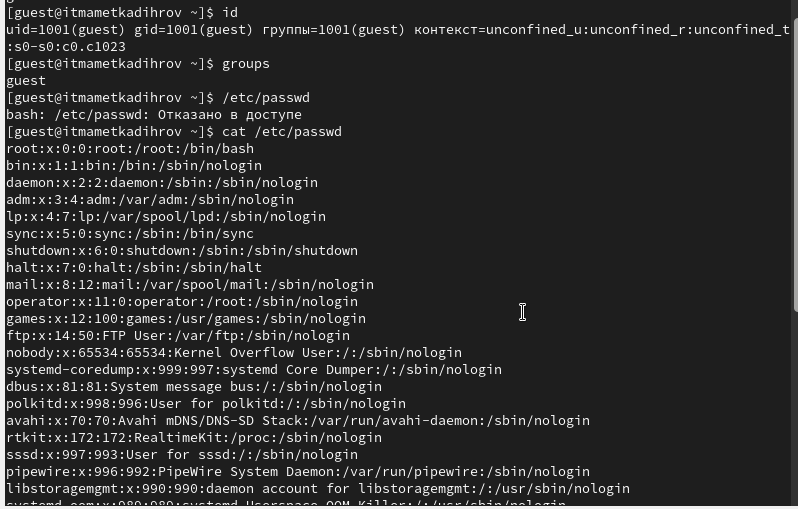 [guest@itmametkadihrov ~]$ id
uid=1001(guest) gid=1001(guest) группы=1001(guest) контекст=unconfined_u:unconfined_r:unconfined_t
:s0-s0:c0.c1023
[guest@itmametkadihrov ~]$ groups
guest
[guest@itmametkadihrov ~]$ /etc/passwd
bash: /etc/passwd: Отказано в доступе
[guest@itmametkadihrov ~]$ cat /etc/passwd
root:x:0:0:root:/root:/bin/bash
bin:x:1:1:bin:/bin:/sbin/nologin
daemon:x:2:2:daemon:/sbin:/sbin/nologin
adm:x:3:4:adm:/var/adm:/sbin/nologin
lp:x:4:7:lp:/var/spool/lpd:/sbin/nologin
sync:x:5:0:sync:/sbin:/bin/sync
shutdown:x:6:0:shutdown:/sbin:/sbin/shutdown
halt:x:7:0:halt:/sbin:/sbin/halt
mail:x:8:12:mail:/var/spool/mail:/sbin/nologin
operator:x:11:0:operator:/root:/sbin/nologin
games:x:12:100:games:/usr/games:/sbin/nologin
ftp:x:14:50:FTP User:/var/ftp:/sbin/nologin
nobody:x:65534:65534:Kernel Overflow User:/:/sbin/nologin
systemd-coredump:x:999:997:systemd Core Dumper:/:/sbin/nologin
dbus:x:81:81:System message bus:/:/sbin/nologin
polkitd:x:998:996:User for polkitd:/:/sbin/nologin
avahi:x:70:70:Avahi mDNS/DNS-SD Stack:/var/run/avahi-daemon:/sbin/nologin
rtkit:x:172:172:RealtimeKit:/proc:/sbin/nologin
sssd:x:997:993:User for sssd:/:/sbin/nologin
pipewire:x:996:992:PipeWire System Daemon:/var/run/pipewire:/sbin/nologin
libstoragemgmt:x:990:990:daemon account for libstoragemgmt:/:/usr/sbin/nologin